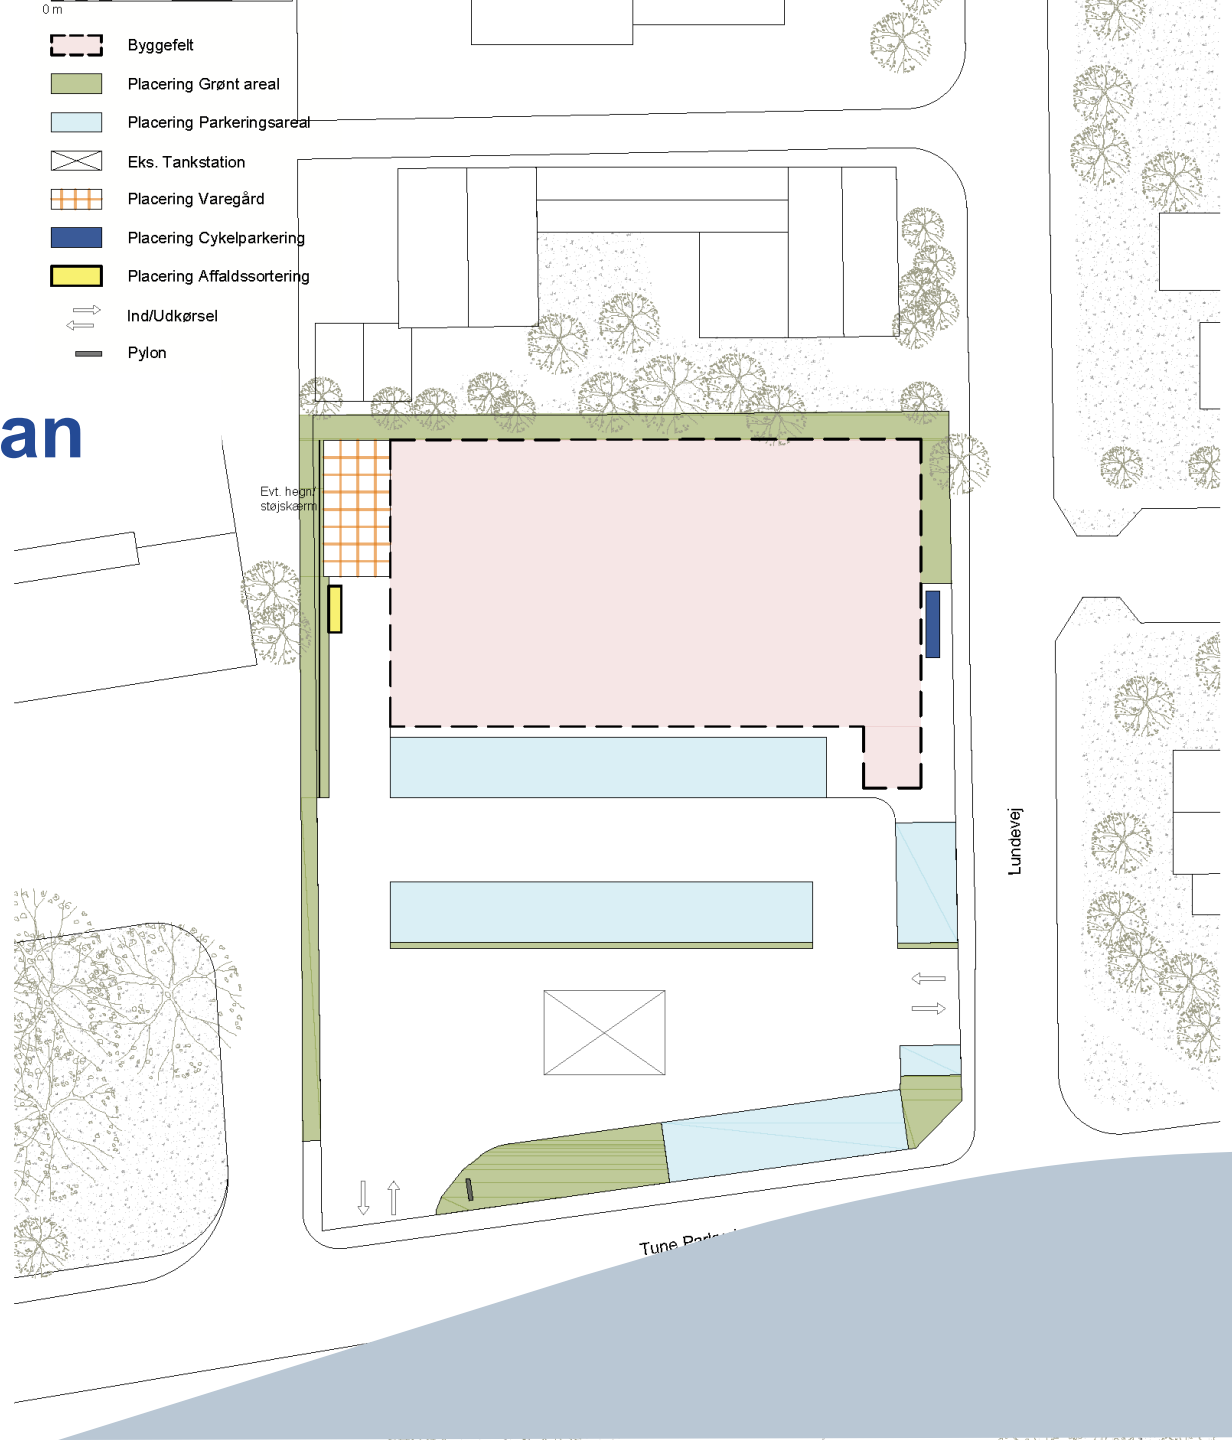 0 m
Byggefelt
Placering Grønt areal
Placering Parkeringsareal
Eks. Tankstation
Placering Varegård
Placering Cykelparkering
Placering Affaldssortering
Ind/Udkørsel
Pylon
an
Evt. hegn/
støjskærm
Lundevej
Tune